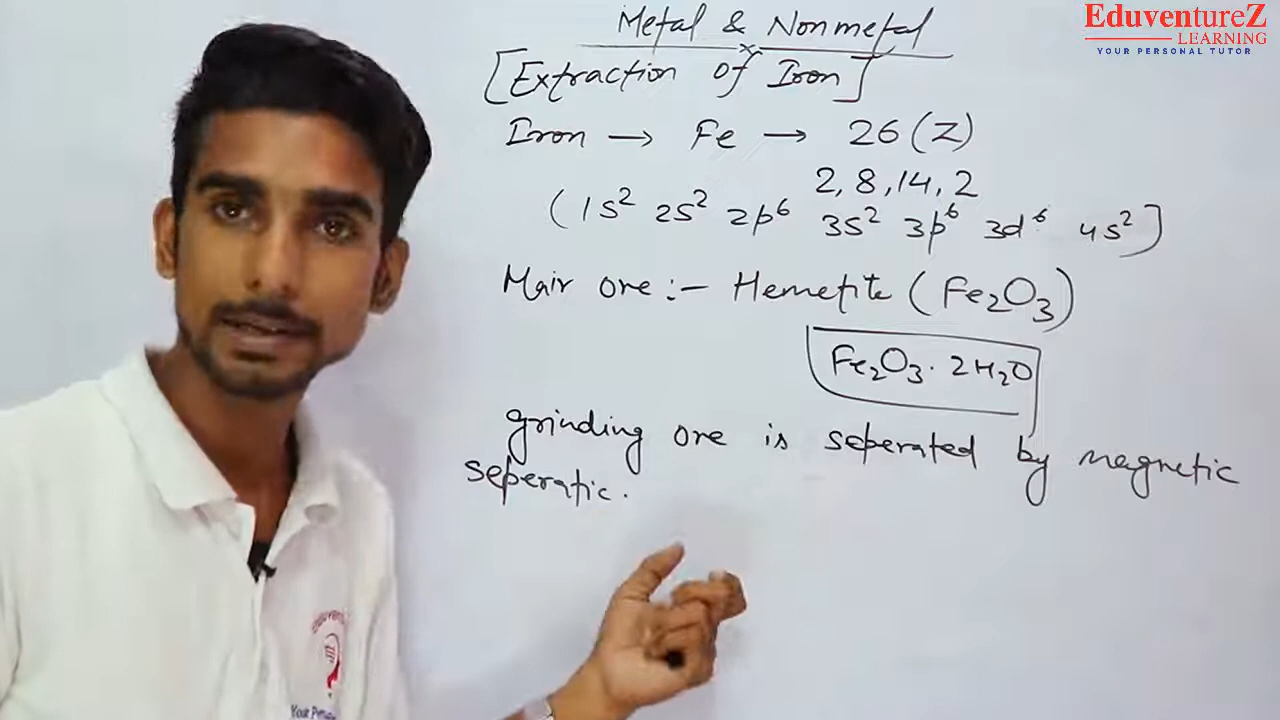 EduventureZ
LEARNING
YOUR PERSONAL TUTOR
Metal & Nonmetal
[Extraction of Iron]
Iron → Fe → 26 (Z)
2, 8, 14, 2
(1s² 2s² 2p⁶ 3s² 3p⁶ 3d⁶ 4s²]
Mair ore :- Hemetite (Fe₂O₃)
Fe₂O₃. 2H₂O
grinding ore is seperated by magnetic
seperatic.